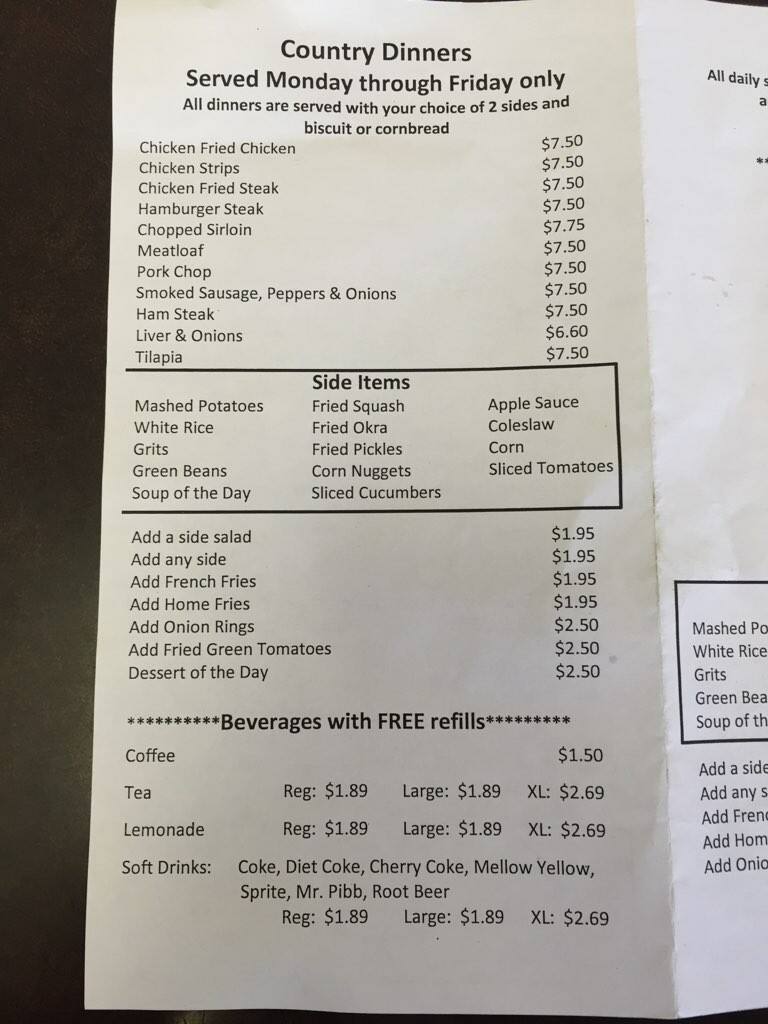 Country Dinners
Served Monday through Friday only
All dinners are served with your choice of 2 sides and
biscuit or cornbread
Chicken Fried Chicken $7.50
Chicken Strips $7.50
Chicken Fried Steak $7.50
Hamburger Steak $7.50
Chopped Sirloin $7.75
Meatloaf $7.50
Pork Chop $7.50
Smoked Sausage, Peppers & Onions $7.50
Ham Steak $7.50
Liver & Onions $6.60
Tilapia $7.50
Side Items
Mashed Potatoes Fried Squash Apple Sauce
White Rice Fried Okra Coleslaw
Grits Fried Pickles Corn
Green Beans Corn Nuggets Sliced Tomatoes
Soup of the Day Sliced Cucumbers
Add a side salad $1.95
Add any side $1.95
Add French Fries $1.95
Add Home Fries $1.95
Add Onion Rings $2.50
Add Fried Green Tomatoes $2.50
Dessert of the Day $2.50
**********Beverages with FREE refills*********
Coffee $1.50
Tea Reg: $1.89 Large: $1.89 XL: $2.69
Lemonade Reg: $1.89 Large: $1.89 XL: $2.69
Soft Drinks: Coke, Diet Coke, Cherry Coke, Mellow Yellow,
Sprite, Mr. Pibb, Root Beer
Reg: $1.89 Large: $1.89 XL: $2.69
All daily
**
Mashed
White Rice
Grits
Green
Soup of
Add a side
Add any
Add
Add
Add